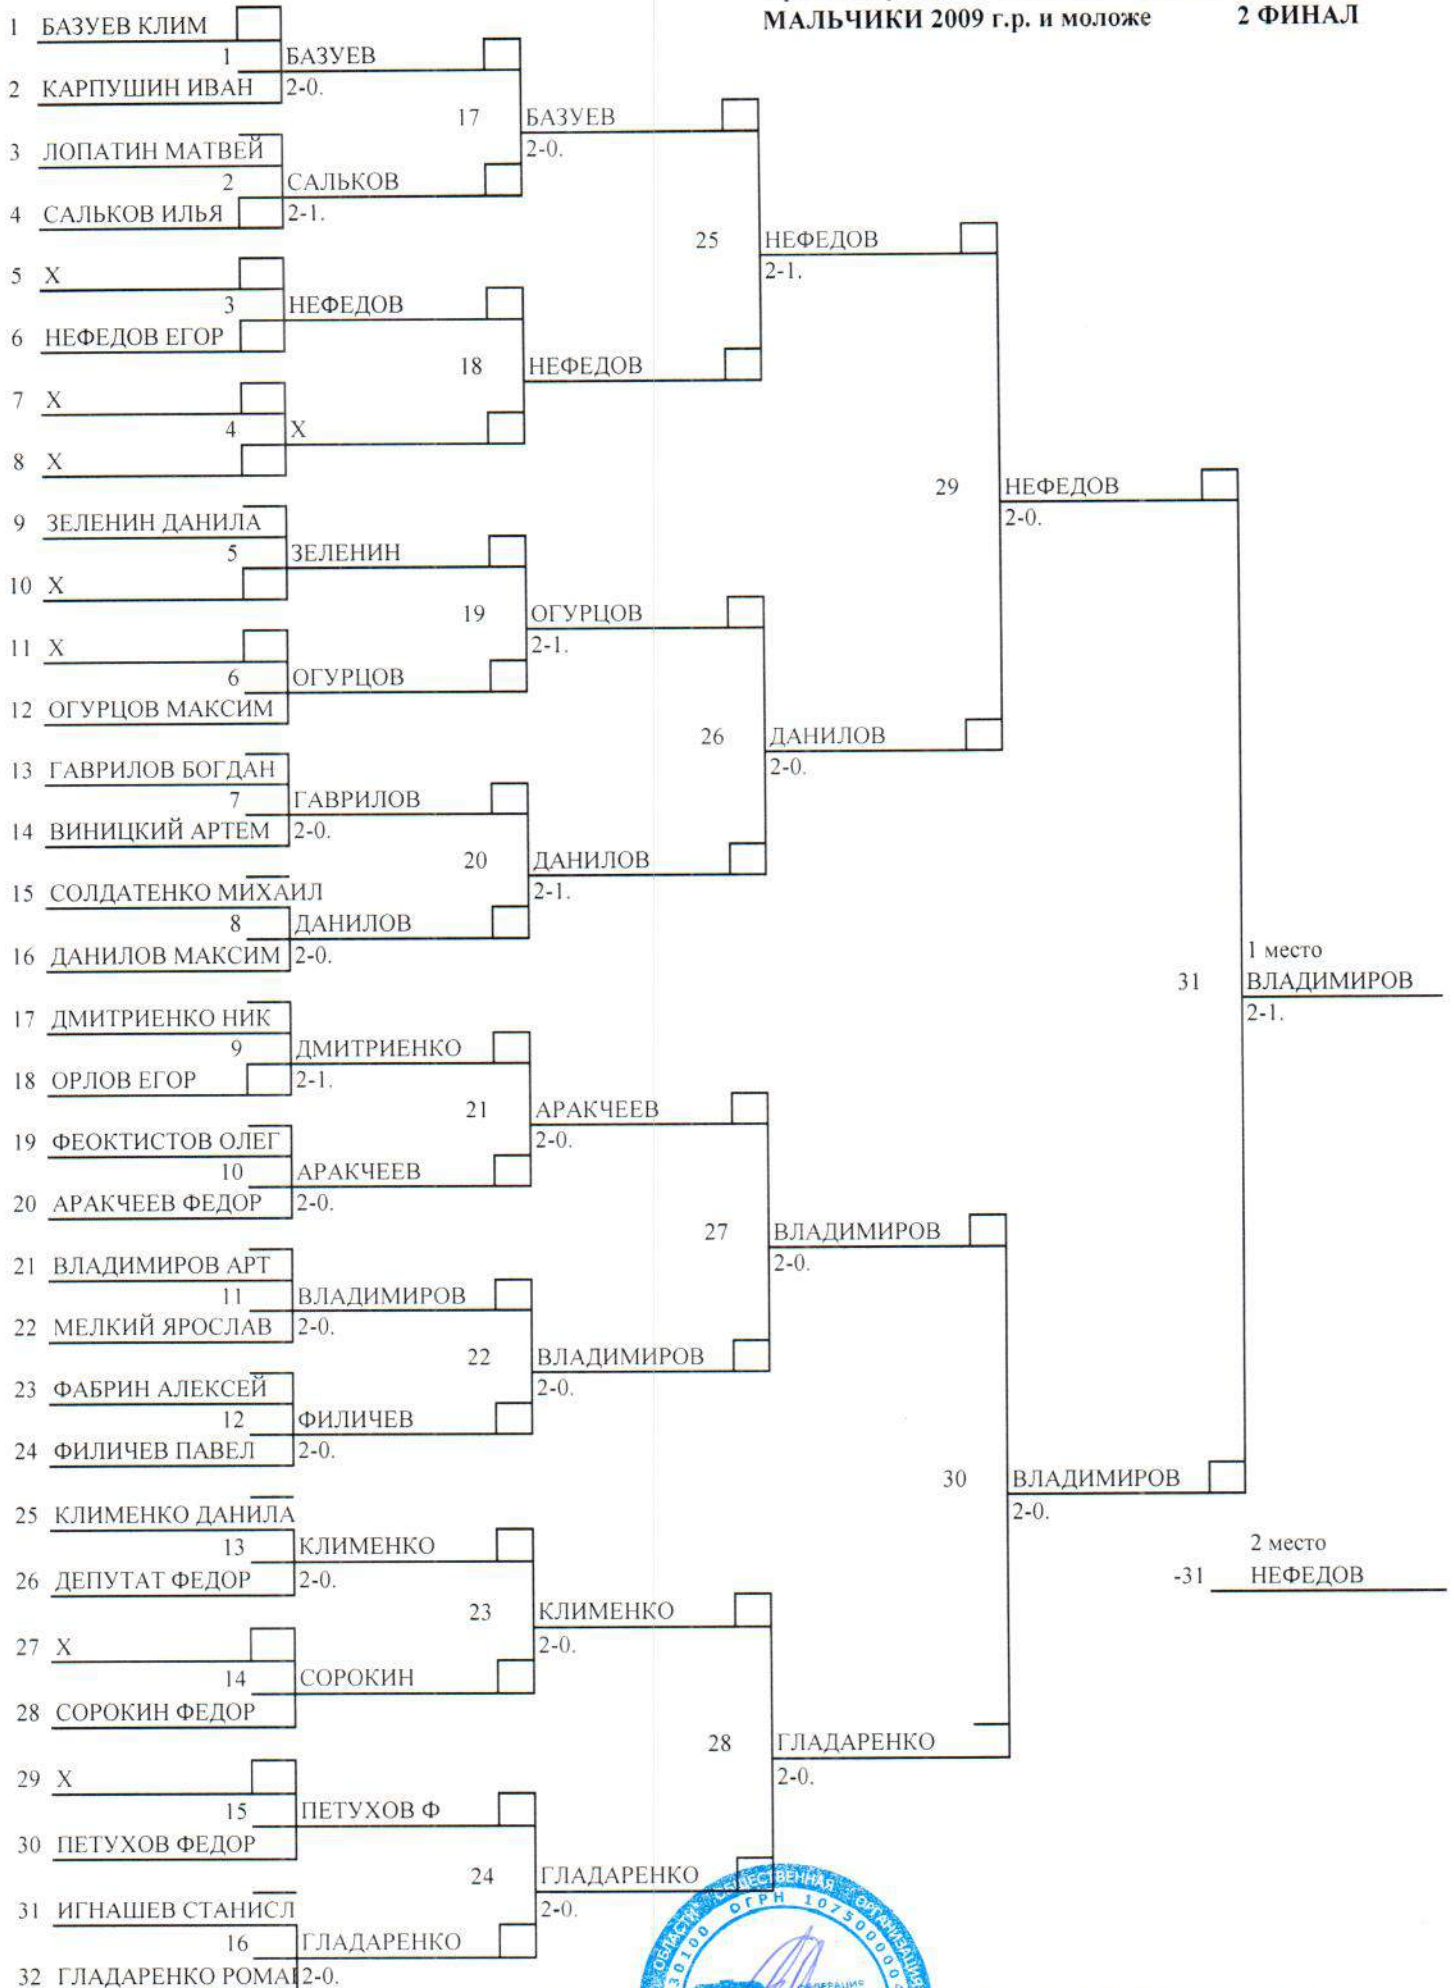 МАЛЬЧИКИ 2009 г.р. и моложе 2 ФИНАЛ
1 БАЗУЕВ КЛИМ
1 БАЗУЕВ
2 КАРПУШИН ИВАН 2-0.
17 БАЗУЕВ
2-0.
3 ЛОПАТИН МАТВЕЙ
2 САЛЬКОВ
4 САЛЬКОВ ИЛЬЯ 2-1.
25 НЕФЕДОВ
2-1.
5 X
3 НЕФЕДОВ
6 НЕФЕДОВ ЕГОР
18 НЕФЕДОВ
7 X
4 X
8 X
29 НЕФЕДОВ
2-0.
9 ЗЕЛЕНИН ДАНИЛА
5 ЗЕЛЕНИН
10 X
19 ОГУРЦОВ
2-1.
11 X
6 ОГУРЦОВ
12 ОГУРЦОВ МАКСИМ
26 ДАНИЛОВ
2-0.
13 ГАВРИЛОВ БОГДАН
7 ГАВРИЛОВ
14 ВИНИЦКИЙ АРТЕМ 2-0.
20 ДАНИЛОВ
2-1.
15 СОЛДАТЕНКО МИХАИЛ
8 ДАНИЛОВ
16 ДАНИЛОВ МАКСИМ 2-0.
1 место
31 ВЛАДИМИРОВ
2-1.
17 ДМИТРИЕНКО НИК
9 ДМИТРИЕНКО
18 ОРЛОВ ЕГОР 2-1.
21 АРАКЧЕЕВ
2-0.
19 ФЕОКТИСТОВ ОЛЕГ
10 АРАКЧЕЕВ
20 АРАКЧЕЕВ ФЕДОР 2-0.
27 ВЛАДИМИРОВ
2-0.
21 ВЛАДИМИРОВ АРТ
11 ВЛАДИМИРОВ
22 МЕЛКИЙ ЯРОСЛАВ 2-0.
22 ВЛАДИМИРОВ
2-0.
23 ФАБРИН АЛЕКСЕЙ
12 ФИЛИЧЕВ
24 ФИЛИЧЕВ ПАВЕЛ 2-0.
30 ВЛАДИМИРОВ
2-0.
25 КЛИМЕНКО ДАНИЛА
13 КЛИМЕНКО
26 ДЕПУТАТ ФЕДОР 2-0.
2 место
-31 НЕФЕДОВ
23 КЛИМЕНКО
2-0.
27 X
14 СОРОКИН
28 СОРОКИН ФЕДОР
28 ГЛАДАРЕНКО
2-0.
29 X
15 ПЕТУХОВ Ф
30 ПЕТУХОВ ФЕДОР
24 ГЛАДАРЕНКО
2-0.
31 ИГНАШЕВ СТАНИСЛ
16 ГЛАДАРЕНКО
32 ГЛАДАРЕНКО РОМА 2-0.
ОБЛАСТИ ОБЩЕСТВЕННАЯ ОРГАНИЗАЦИЯ
ОГРН